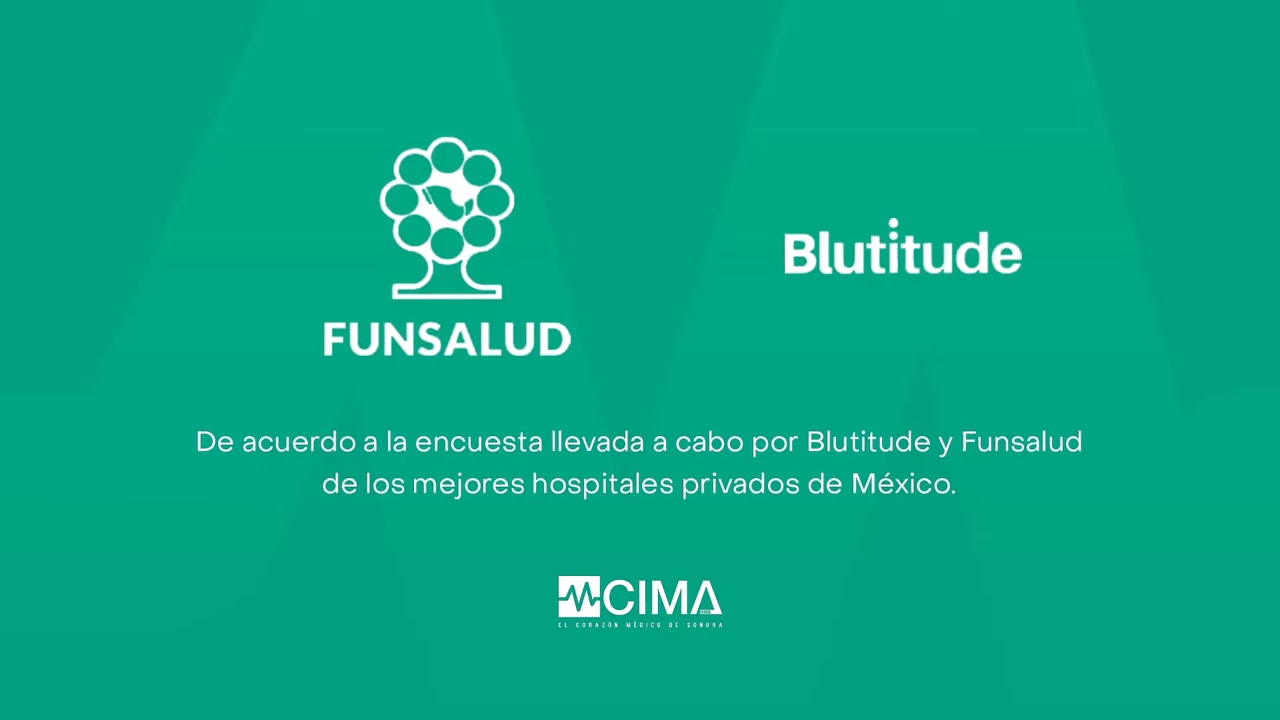 FUNSALUD
Blutitude
De acuerdo a la encuesta llevada a cabo por Blutitude y Funsalud
de los mejores hospitales privados de México.
CIMA
EL CORAZÓN MÉDICO DE SONORA